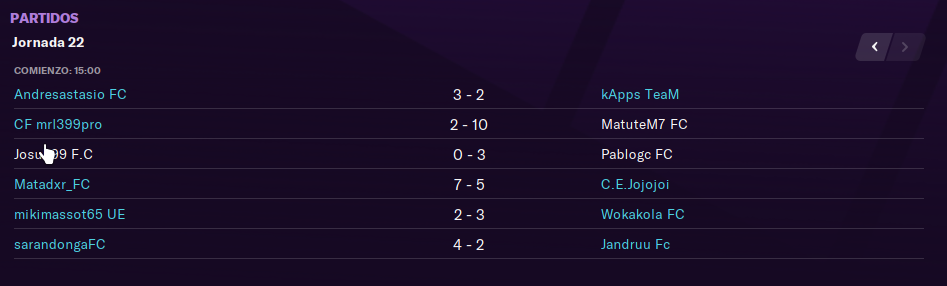 PARTIDOS
Jornada 22
COMIENZO: 15:00
Andresastasio FC 3 - 2 kApps TeaM
CF mrl399pro 2 - 10 MatuteM7 FC
F.C 0 - 3 Pablogc FC
Matadxr_FC 7 - 5 C.E.Jojojoi
mikimassot65 UE 2 - 3 Wokakola FC
sarandongaFC 4 - 2 Jandruu Fc